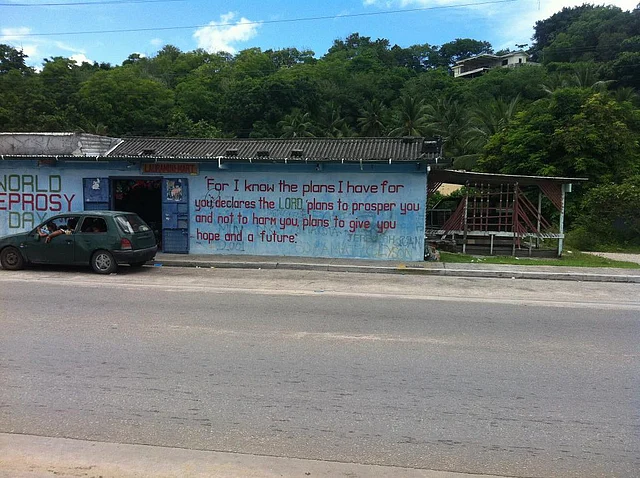 WORLD
LEPROSY
DAY
"For I know the plans I have for
you, declares the LORD, plans to prosper you
and not to harm you, plans to give you
hope and a future."